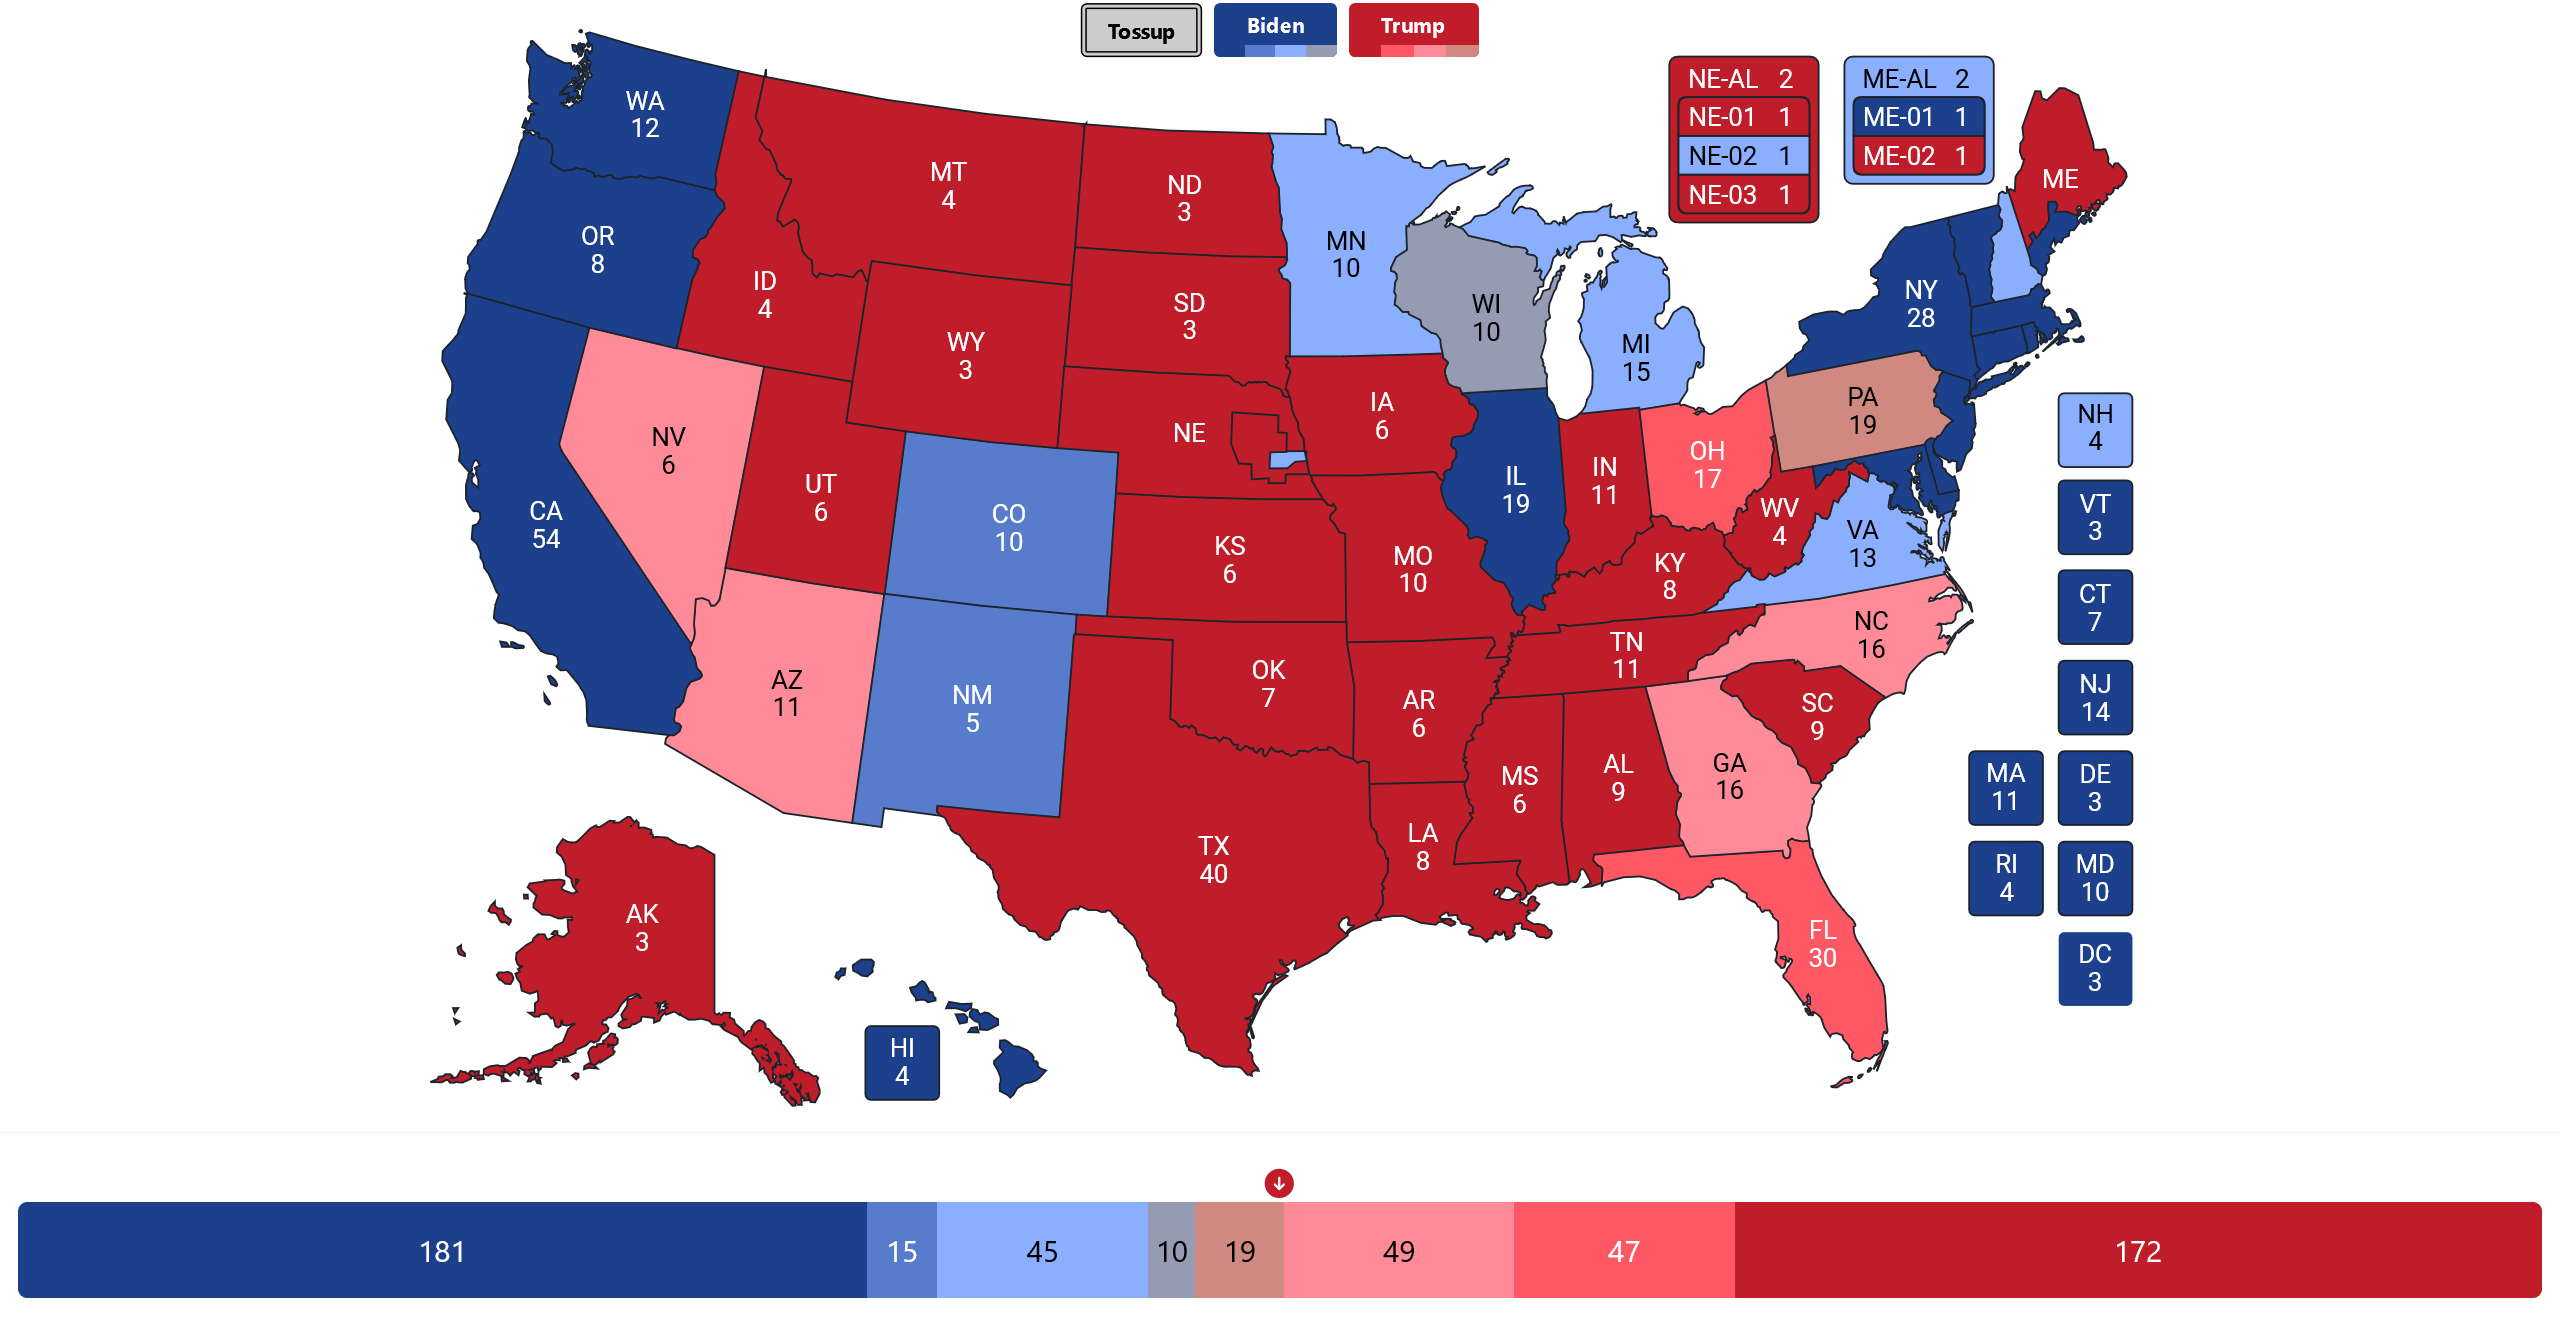 Tossup
Biden
Trump
NE-AL 2
NE-01 1
NE-02 1
NE-03 1
ME-AL 2
ME-01 1
ME-02 1
WA
12
OR
8
CA
54
NV
6
ID
4
MT
4
WY
3
UT
6
AZ
11
CO
10
NM
5
ND
3
SD
3
NE
KS
6
OK
7
TX
40
MN
10
IA
6
MO
10
AR
6
LA
8
WI
10
IL
19
MI
15
IN
11
OH
17
KY
8
TN
11
MS
6
AL
9
GA
16
FL
30
SC
9
NC
16
VA
13
WV
4
PA
19
NY
28
ME
NH
4
VT
3
CT
7
NJ
14
MA
11
DE
3
RI
4
MD
10
DC
3
AK
3
HI
4
181
15
45
10
19
49
47
172